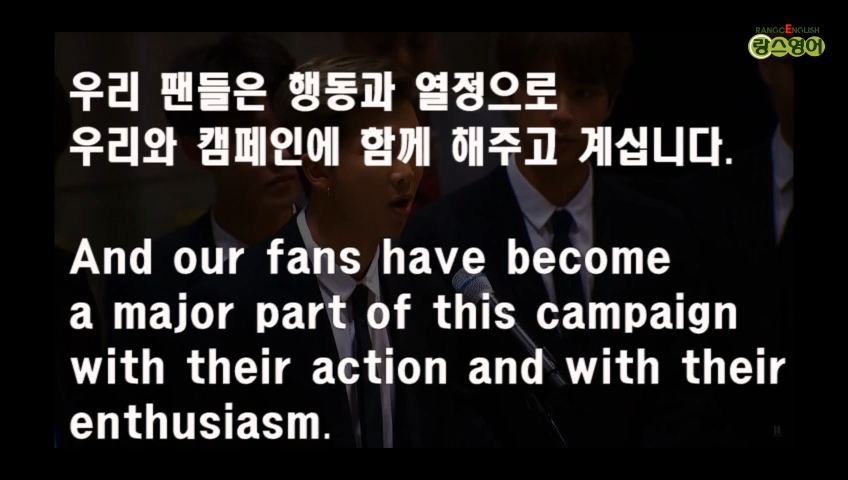 RANGCENGLISH
랑스영어
우리 팬들은 행동과 열정으로
우리와 캠페인에 함께 해주고 계십니다.
And our fans have become
a major part of this campaign
with their action and with their
enthusiasm.